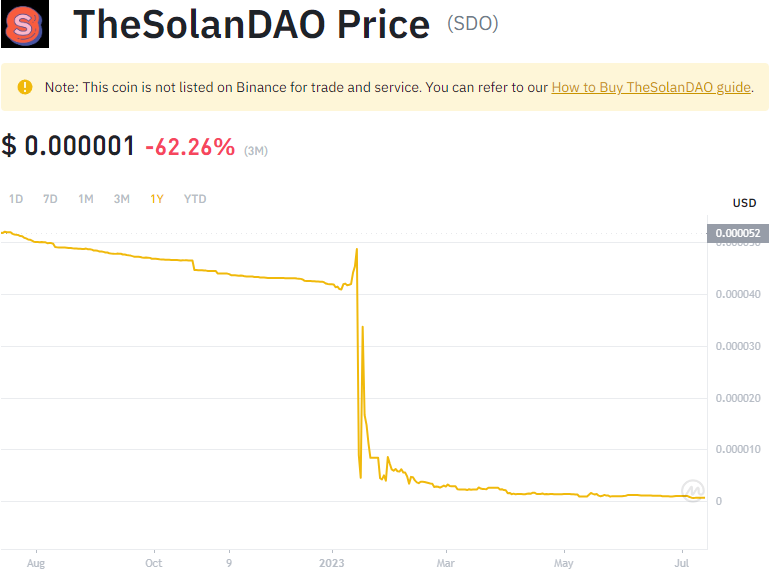 TheSolanDAO Price (SDO)
Note: This coin is not listed on Binance for trade and service. You can refer to our How to Buy TheSolanDAO guide.
$ 0.000001 -62.26% (3M)
1D 7D 1M 3M 1Y YTD
USD
0.000052
0.000050
0.000040
0.000030
0.000020
0.000010
0
Aug Oct 9 2023 Mar May Jul